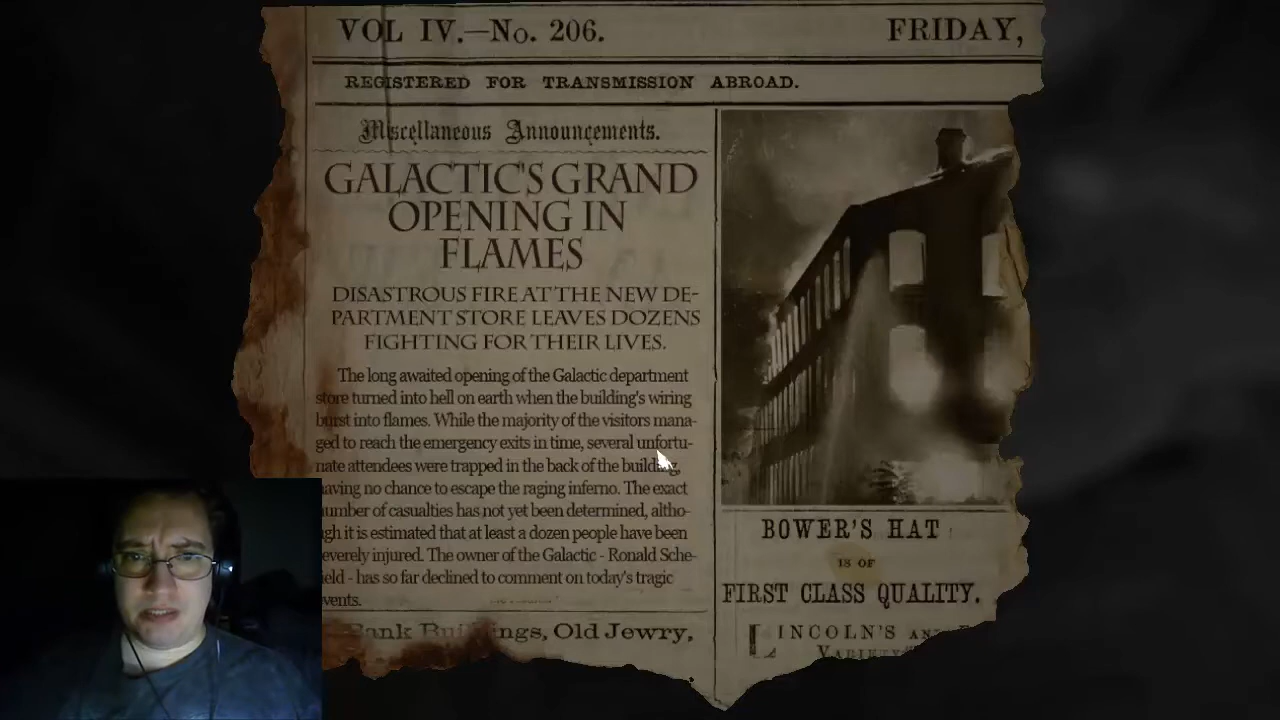 VOL IV.—No. 206.
FRIDAY,
REGISTERED FOR TRANSMISSION ABROAD.
Miscellaneous Announcements.
GALACTIC'S GRAND
OPENING IN
FLAMES
DISASTROUS FIRE AT THE NEW DE-
PARTMENT STORE LEAVES DOZENS
FIGHTING FOR THEIR LIVES.
The long awaited opening of the Galactic department
store turned into hell on earth when the building's wiring
burst into flames. While the majority of the visitors mana-
ged to reach the emergency exits in time, several unfortu-
nate attendees were trapped in the back of the building,
having no chance to escape the raging inferno. The exact
number of casualties has not yet been determined, altho-
ugh it is estimated that at least a dozen people have been
severely injured. The owner of the Galactic - Ronald Sche-
field - has so far declined to comment on today's tragic
events.
Bank Buildings, Old Jewry,
BOWER'S HAT
IS OF
FIRST CLASS QUALITY.
LINCOLN'S AND